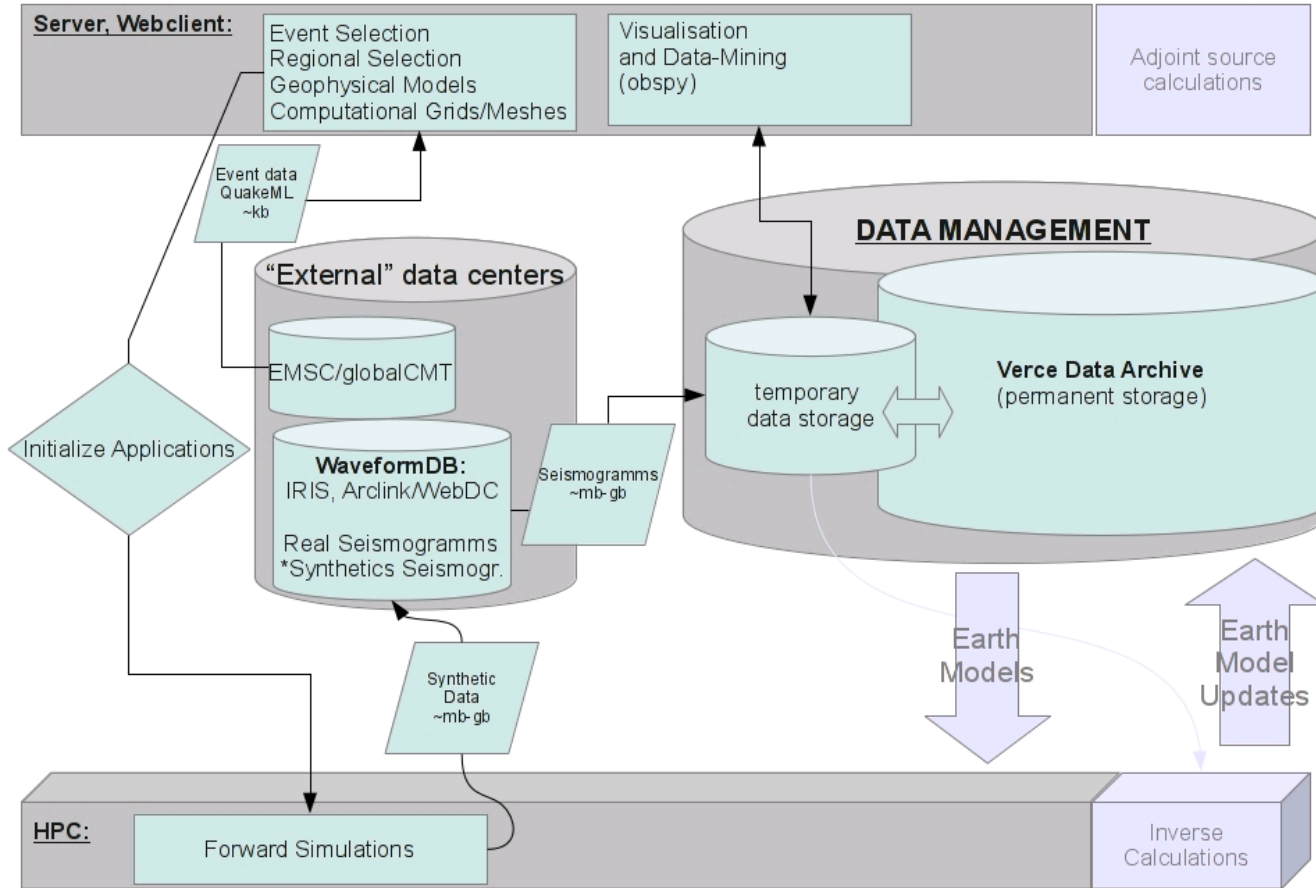 Server, Webclient:
Event Selection
Regional Selection
Geophysical Models
Computational Grids/Meshes
Visualisation
and Data-Mining
(obspy)
Adjoint source
calculations
Event data
QuakeML
~kb
DATA MANAGEMENT
“External” data centers
EMSC/globalCMT
Verce Data Archive
(permanent storage)
temporary
data storage
Initialize Applications
WaveformDB:
IRIS, Arclink/WebDC
Real Seismogramms
*Synthetics Seismogr.
Seismogramms
~mb-gb
Synthetic
Data
~mb-gb
Earth
Models
Earth
Model
Updates
HPC:
Forward Simulations
Inverse
Calculations